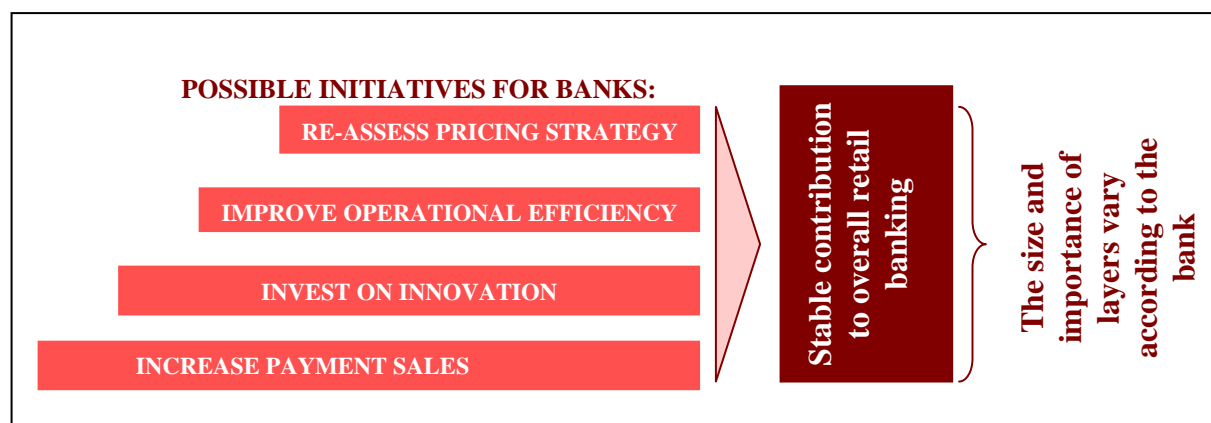 POSSIBLE INITIATIVES FOR BANKS:
RE-ASSESS PRICING STRATEGY
IMPROVE OPERATIONAL EFFICIENCY
INVEST ON INNOVATION
INCREASE PAYMENT SALES
Stable contribution
to overall retail
banking
The size and
importance of
layers vary
according to the
bank